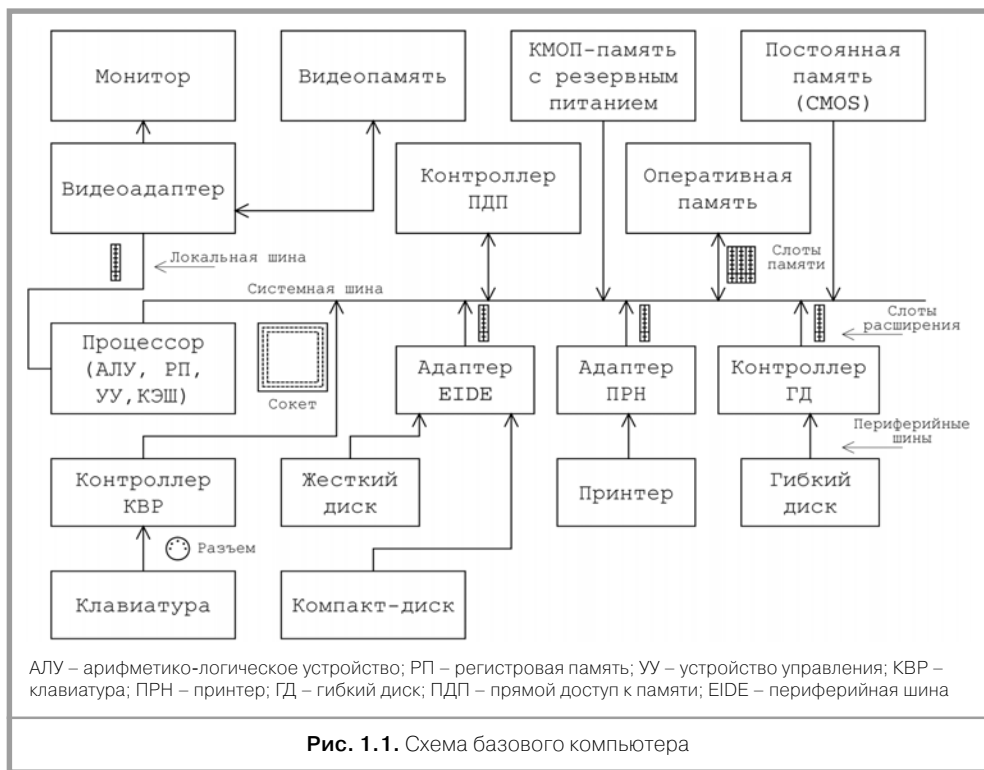 Монитор
Видеопамять
КМОП-память
с резервным
питанием
Постоянная
память
(CMOS)
Видеоадаптер
Контроллер
ПДП
Оперативная
память
Локальная шина
Слоты
памяти
Системная шина
Процессор
(АЛУ, РП,
УУ,КЭШ)
Сокет
Адаптер
EIDE
Адаптер
ПРН
Контроллер
ГД
Слоты
расширения
Периферийные
шины
Контроллер
КВР
Жесткий
диск
Принтер
Гибкий
диск
Разъем
Клавиатура
Компакт-диск
АЛУ – арифметико-логическое устройство; РП – регистровая память; УУ – устройство управления; КВР –
клавиатура; ПРН – принтер; ГД – гибкий диск; ПДП – прямой доступ к памяти; EIDE – периферийная шина
Рис. 1.1. Схема базового компьютера